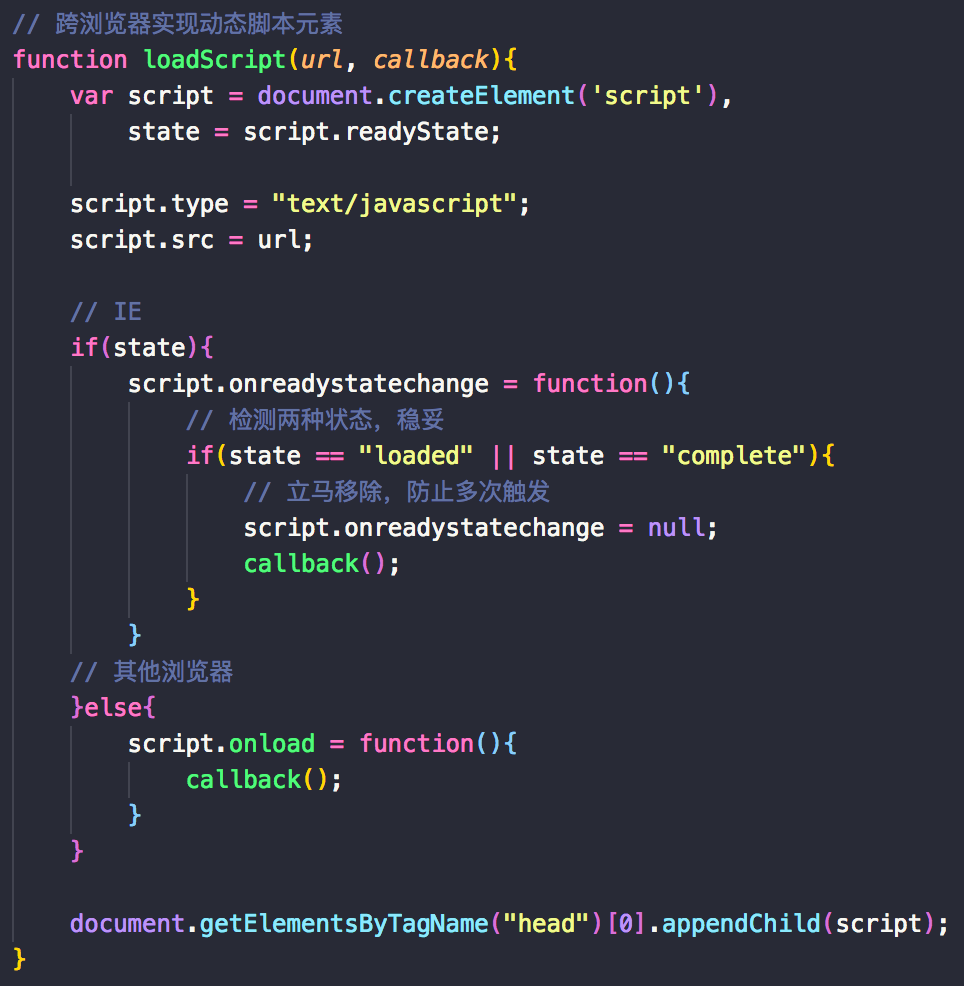 // 跨浏览器实现动态脚本元素
function loadScript(url, callback){
    var script = document.createElement('script'),
        state = script.readyState;

    script.type = "text/javascript";
    script.src = url;

    // IE
    if(state){
        script.onreadystatechange = function(){
            // 检测两种状态，稳妥
            if(state == "loaded" || state == "complete"){
                // 立马移除，防止多次触发
                script.onreadystatechange = null;
                callback();
            }
        }
    // 其他浏览器
    }else{
        script.onload = function(){
            callback();
        }
    }

    document.getElementsByTagName("head")[0].appendChild(script);
}